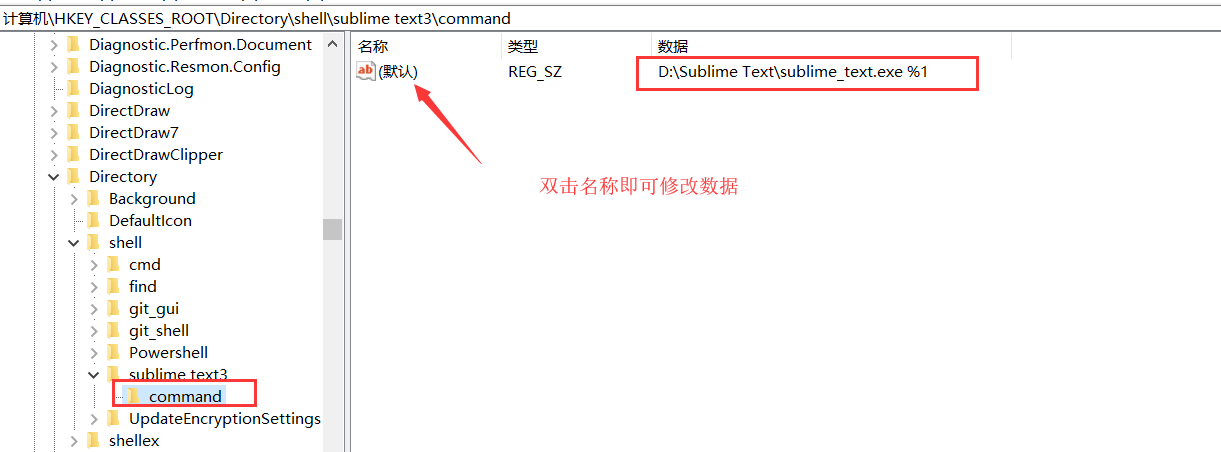 计算机\HKEY_CLASSES_ROOT\Directory\shell\sublime text3\command
Diagnostic.Perfmon.Document
Diagnostic.Resmon.Config
DiagnosticLog
DirectDraw
DirectDraw7
DirectDrawClipper
Directory
Background
DefaultIcon
shell
cmd
find
git_gui
git_shell
Powershell
sublime text3
command
UpdateEncryptionSettings
shellex
名称 类型 数据
ab (默认) REG_SZ D:\Sublime Text\sublime_text.exe %1
双击名称即可修改数据